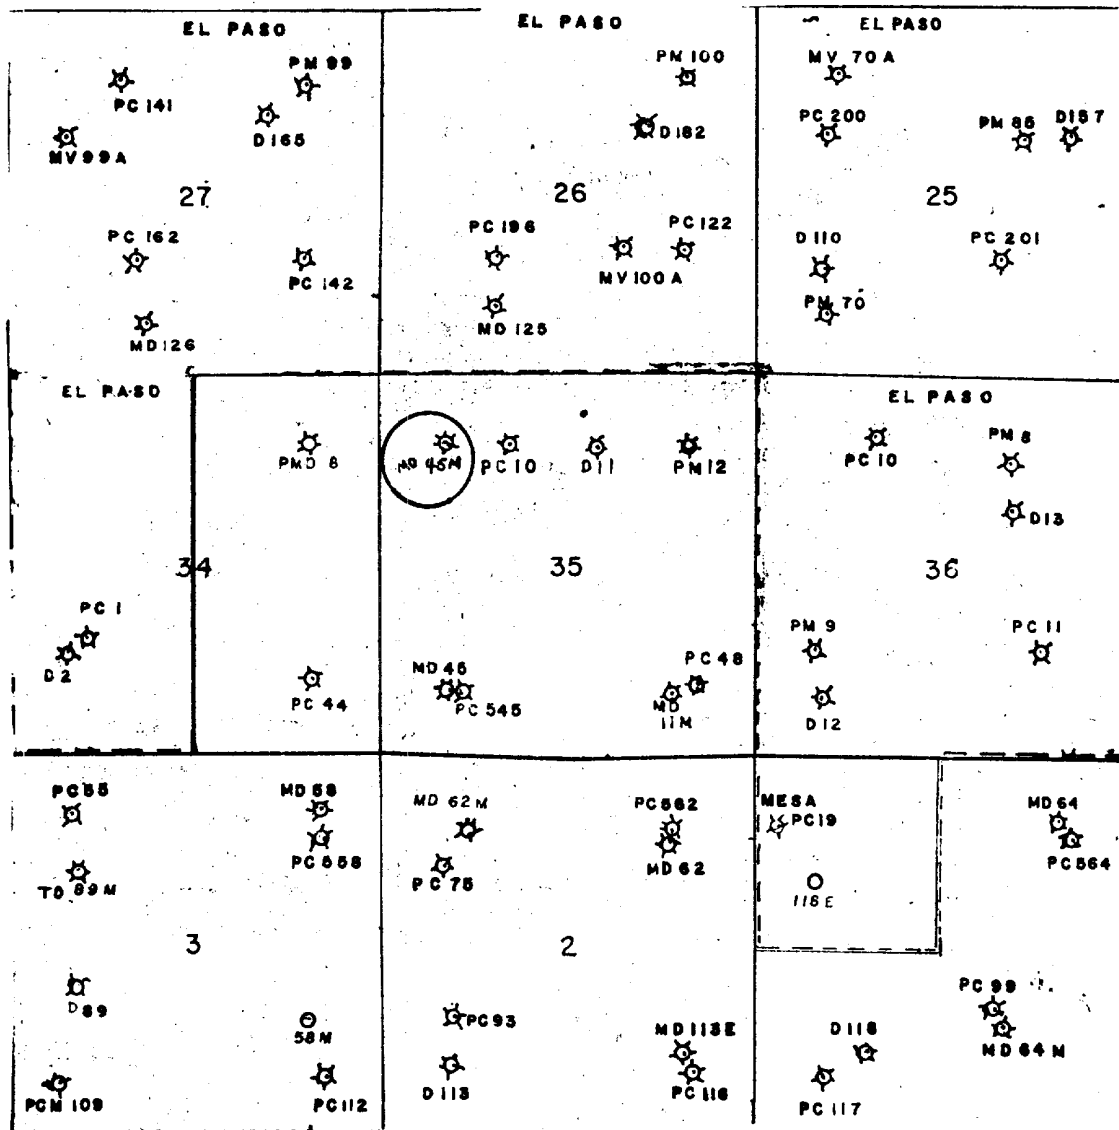 EL PASO
EL PASO
EL PASO
PC 141
PM 99
D 165
MV 99 A
27
PC 162
PC 142
MD 126
PM 100
D 182
26
PC 196
PC 122
MV 100 A
MD 125
MV 70 A
PC 200
PM 85
D 157
25
D 110
PC 201
PM 70
EL PASO
PMD 8
34
PC 1
D 2
PC 44
45M
PC 10
D 11
PM 12
35
MD 45
PC 545
PC 48
MD
11 M
EL PASO
PC 10
PM 8
D 13
36
PM 9
PC 11
D 12
PC 55
MD 58
PC 558
TD 89 M
3
D 89
58 M
PCM 109
PC 112
MD 62 M
PC 562
PC 75
MD 62
2
PC 93
MD 113E
D 113
PC 116
MESA
PC 19
116 E
MD 64
PC 564
PC 99
D 116
MD 64 M
PC 117